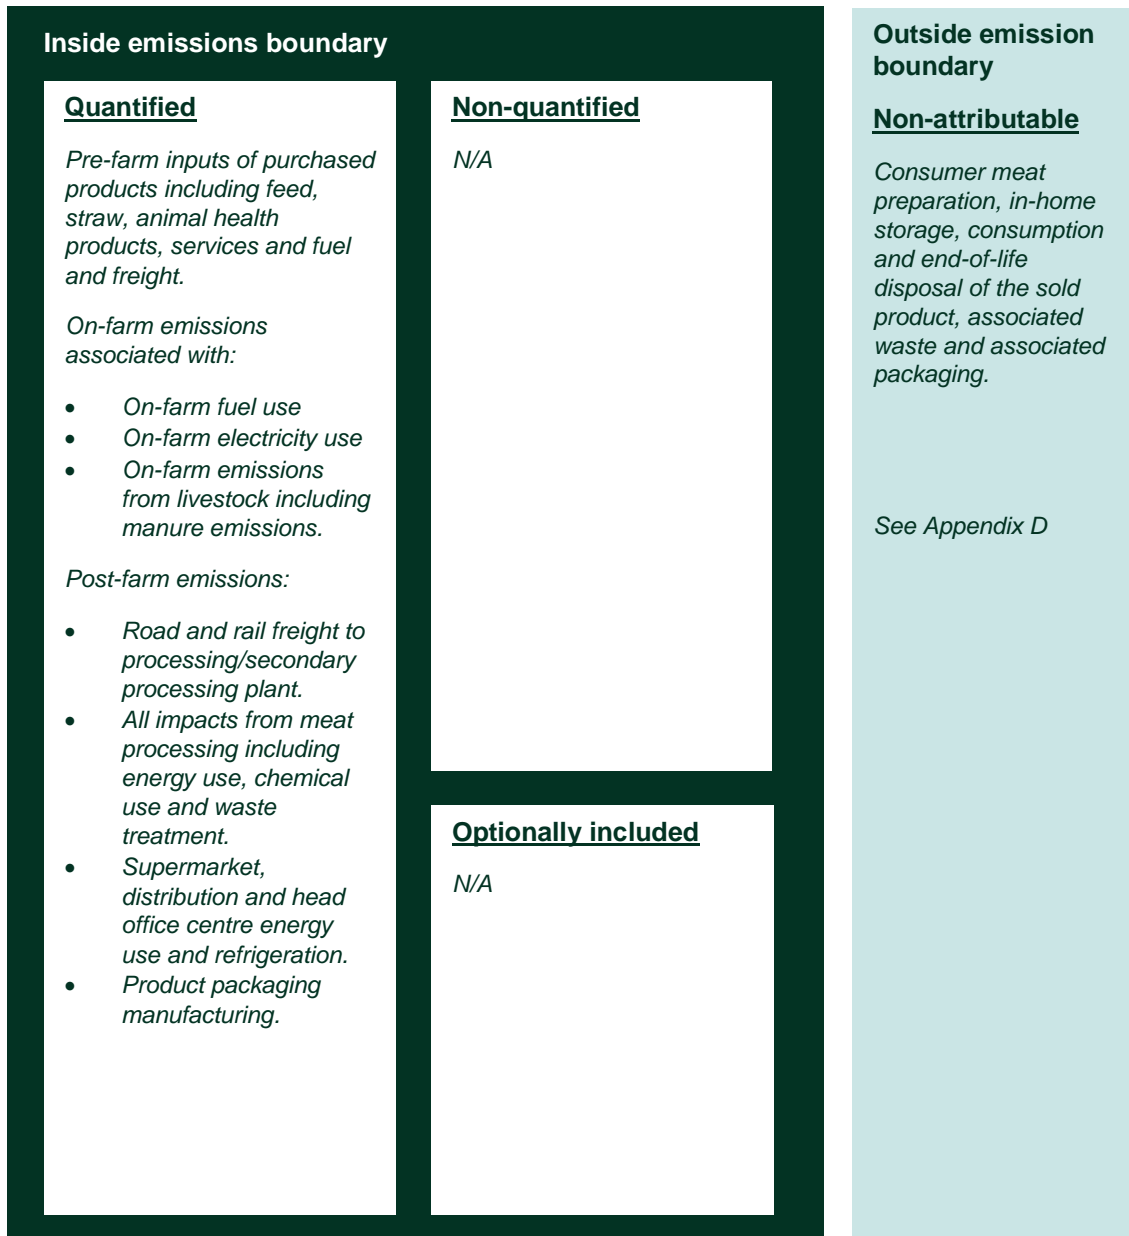 Inside emissions boundary
Quantified
Pre-farm inputs of purchased
products including feed,
straw, animal health
products, services and fuel
and freight.
On-farm emissions
associated with:
• On-farm fuel use
• On-farm electricity use
• On-farm emissions
from livestock including
manure emissions.
Post-farm emissions:
• Road and rail freight to
processing/secondary
processing plant.
• All impacts from meat
processing including
energy use, chemical
use and waste
treatment.
• Supermarket,
distribution and head
office centre energy
use and refrigeration.
• Product packaging
manufacturing.
Non-quantified
N/A
Optionally included
N/A
Outside emission
boundary
Non-attributable
Consumer meat
preparation, in-home
storage, consumption
and end-of-life
disposal of the sold
product, associated
waste and associated
packaging.
See Appendix D